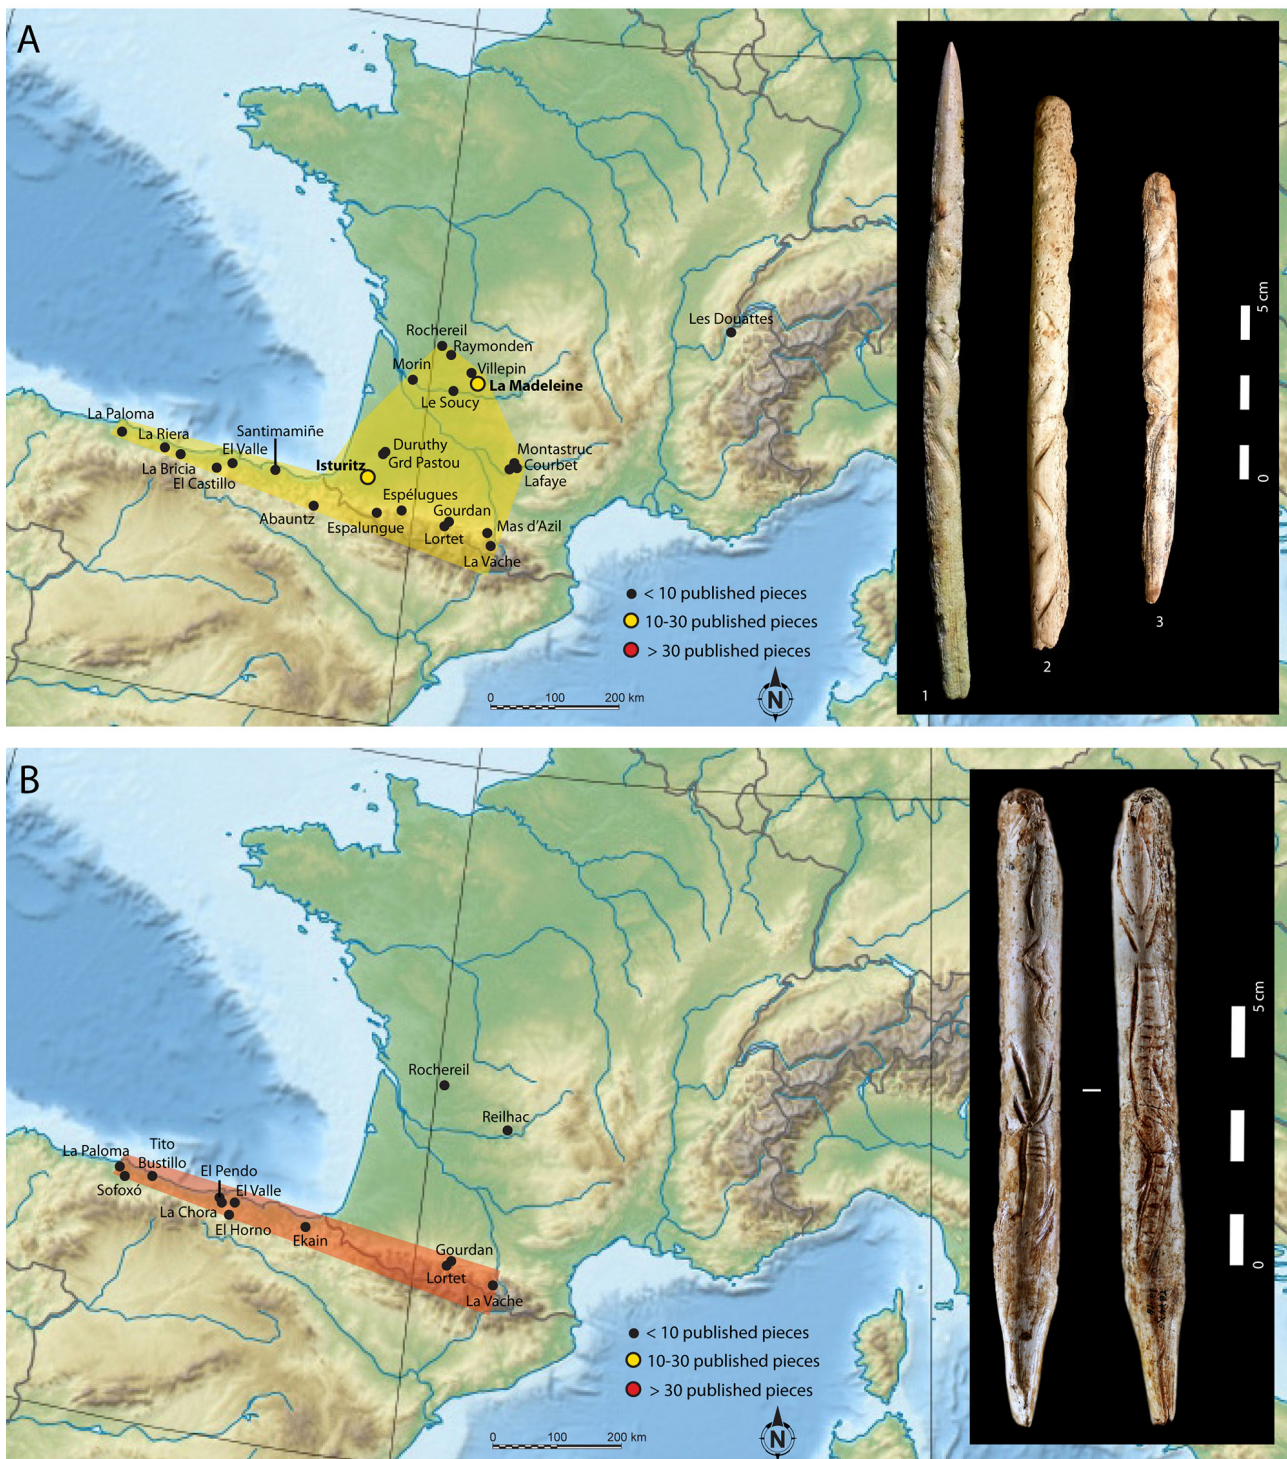 A
Rochereil
Raymonden
Morin
Villepin
La Madeleine
Le Soucy
Les Douattes
La Paloma
La Riera
Santimamiñe
El Valle
La Bricia
El Castillo
Duruthy
Grd Pastou
Isturitz
Montastruc
Courbet
Lafaye
Abauntz
Espélugues
Espalungue
Gourdan
Lortet
Mas d’Azil
La Vache
< 10 published pieces
10-30 published pieces
> 30 published pieces
0 100 200 km
N
1
2
3
5 cm
0
B
Rochereil
Reilhac
La Paloma
Tito
Bustillo
Sofoxó
El Pendo
El Valle
La Chora
El Horno
Ekain
Gourdan
Lortet
La Vache
< 10 published pieces
10-30 published pieces
> 30 published pieces
0 100 200 km
N
5 cm
0